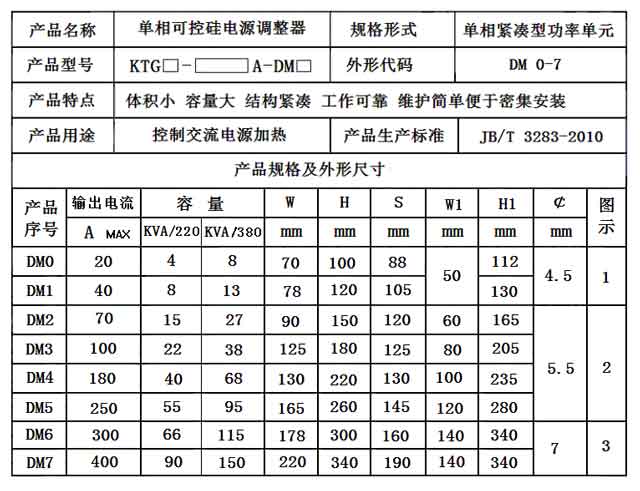 产品名称 单相可控硅电源调整器 规格形式 单相紧凑型功率单元
产品型号 KTG□-□A-DM□ 外形代码 DM 0-7
产品特点 体积小 容量大 结构紧凑 工作可靠 维护简单便于密集安装
产品用途 控制交流电源加热 产品生产标准 JB/T 3283-2010
产品规格及外形尺寸
产品序号 输出电流 容量 W H S W1 H1 ¢ 图示
A MAX KVA/220 KVA/380 mm mm mm mm mm mm
DM0 20 4 8 70 100 88 50 112 4.5 1
DM1 40 8 13 78 120 105 130
DM2 70 15 27 90 150 120 60 165 5.5 2
DM3 100 22 38 125 180 125 80 205
DM4 180 40 68 130 220 130 100 235
DM5 250 55 95 165 260 145 120 280
DM6 300 66 115 178 300 160 140 340 7 3
DM7 400 90 150 220 340 190 140 340